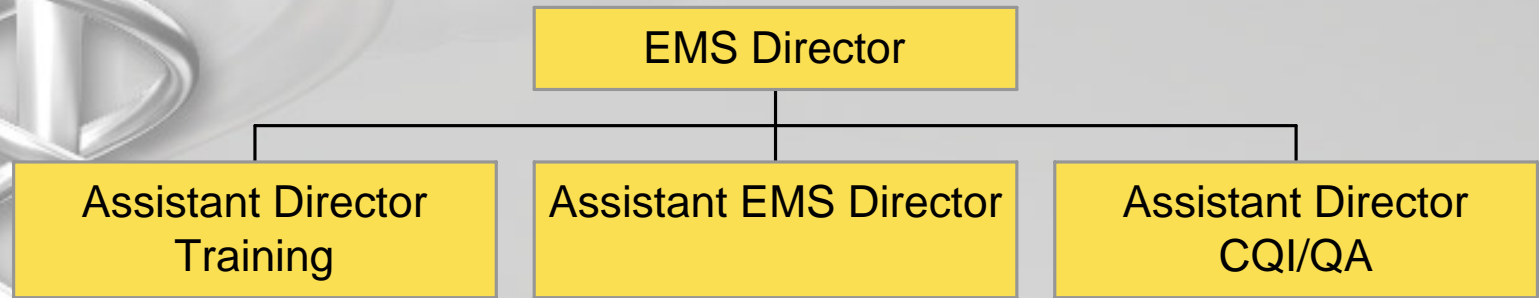 EMS Director
Assistant Director
Training
Assistant EMS Director
Assistant Director
CQI/QA